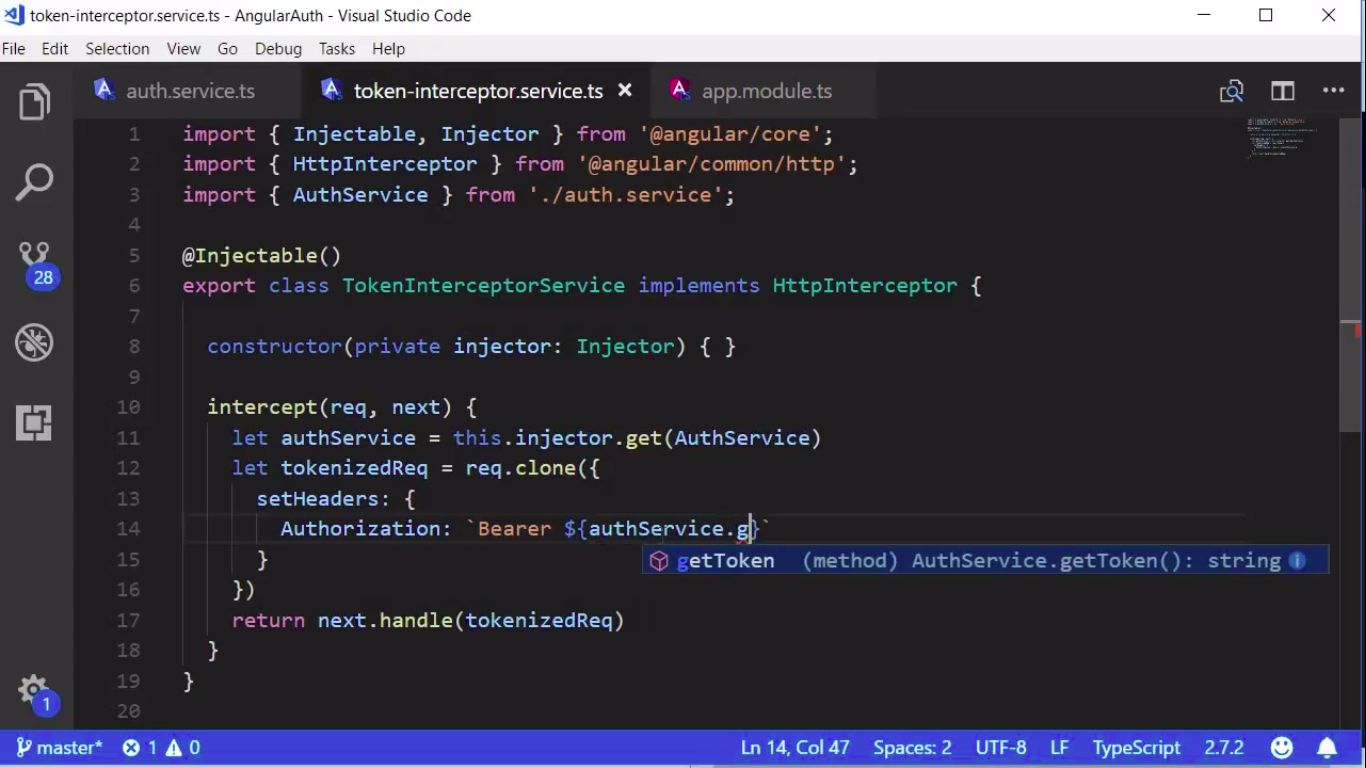 token-interceptor.service.ts - AngularAuth - Visual Studio Code
File Edit Selection View Go Debug Tasks Help
auth.service.ts token-interceptor.service.ts app.module.ts
1 import { Injectable, Injector } from '@angular/core';
2 import { HttpInterceptor } from '@angular/common/http';
3 import { AuthService } from './auth.service';
4
5 @Injectable()
6 export class TokenInterceptorService implements HttpInterceptor {
7
8 constructor(private injector: Injector) { }
9
10 intercept(req, next) {
11 let authService = this.injector.get(AuthService)
12 let tokenizedReq = req.clone({
13 setHeaders: {
14 Authorization: `Bearer ${authService.g}`
getToken (method) AuthService.getToken(): string
15 }
16 })
17 return next.handle(tokenizedReq)
18 }
19 }
20
28
1
master* 1 0 Ln 14, Col 47 Spaces: 2 UTF-8 LF TypeScript 2.7.2